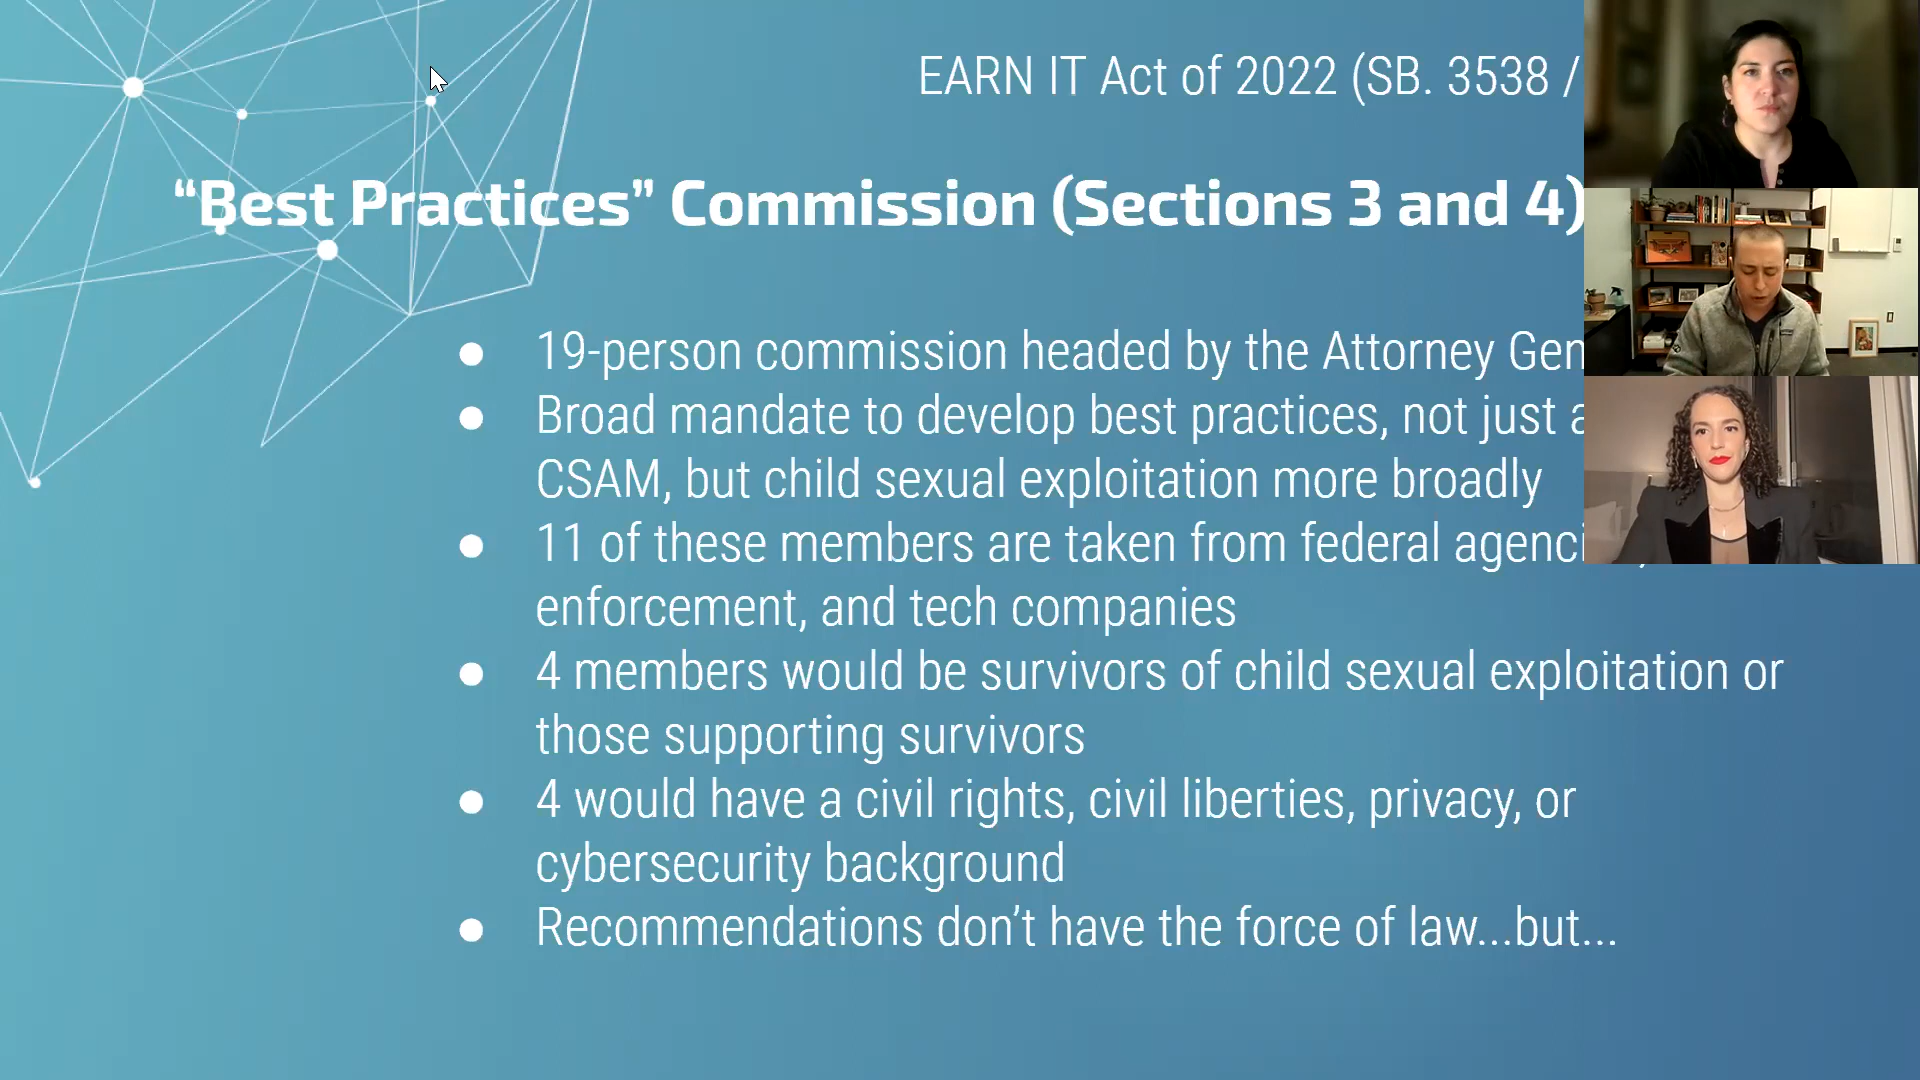 EARN IT Act of 2022 (SB. 3538 /
“Best Practices” Commission (Sections 3 and 4)
● 19-person commission headed by the Attorney Gen
● Broad mandate to develop best practices, not just a
CSAM, but child sexual exploitation more broadly
● 11 of these members are taken from federal agenci
enforcement, and tech companies
● 4 members would be survivors of child sexual exploitation or
those supporting survivors
● 4 would have a civil rights, civil liberties, privacy, or
cybersecurity background
● Recommendations don’t have the force of law...but...